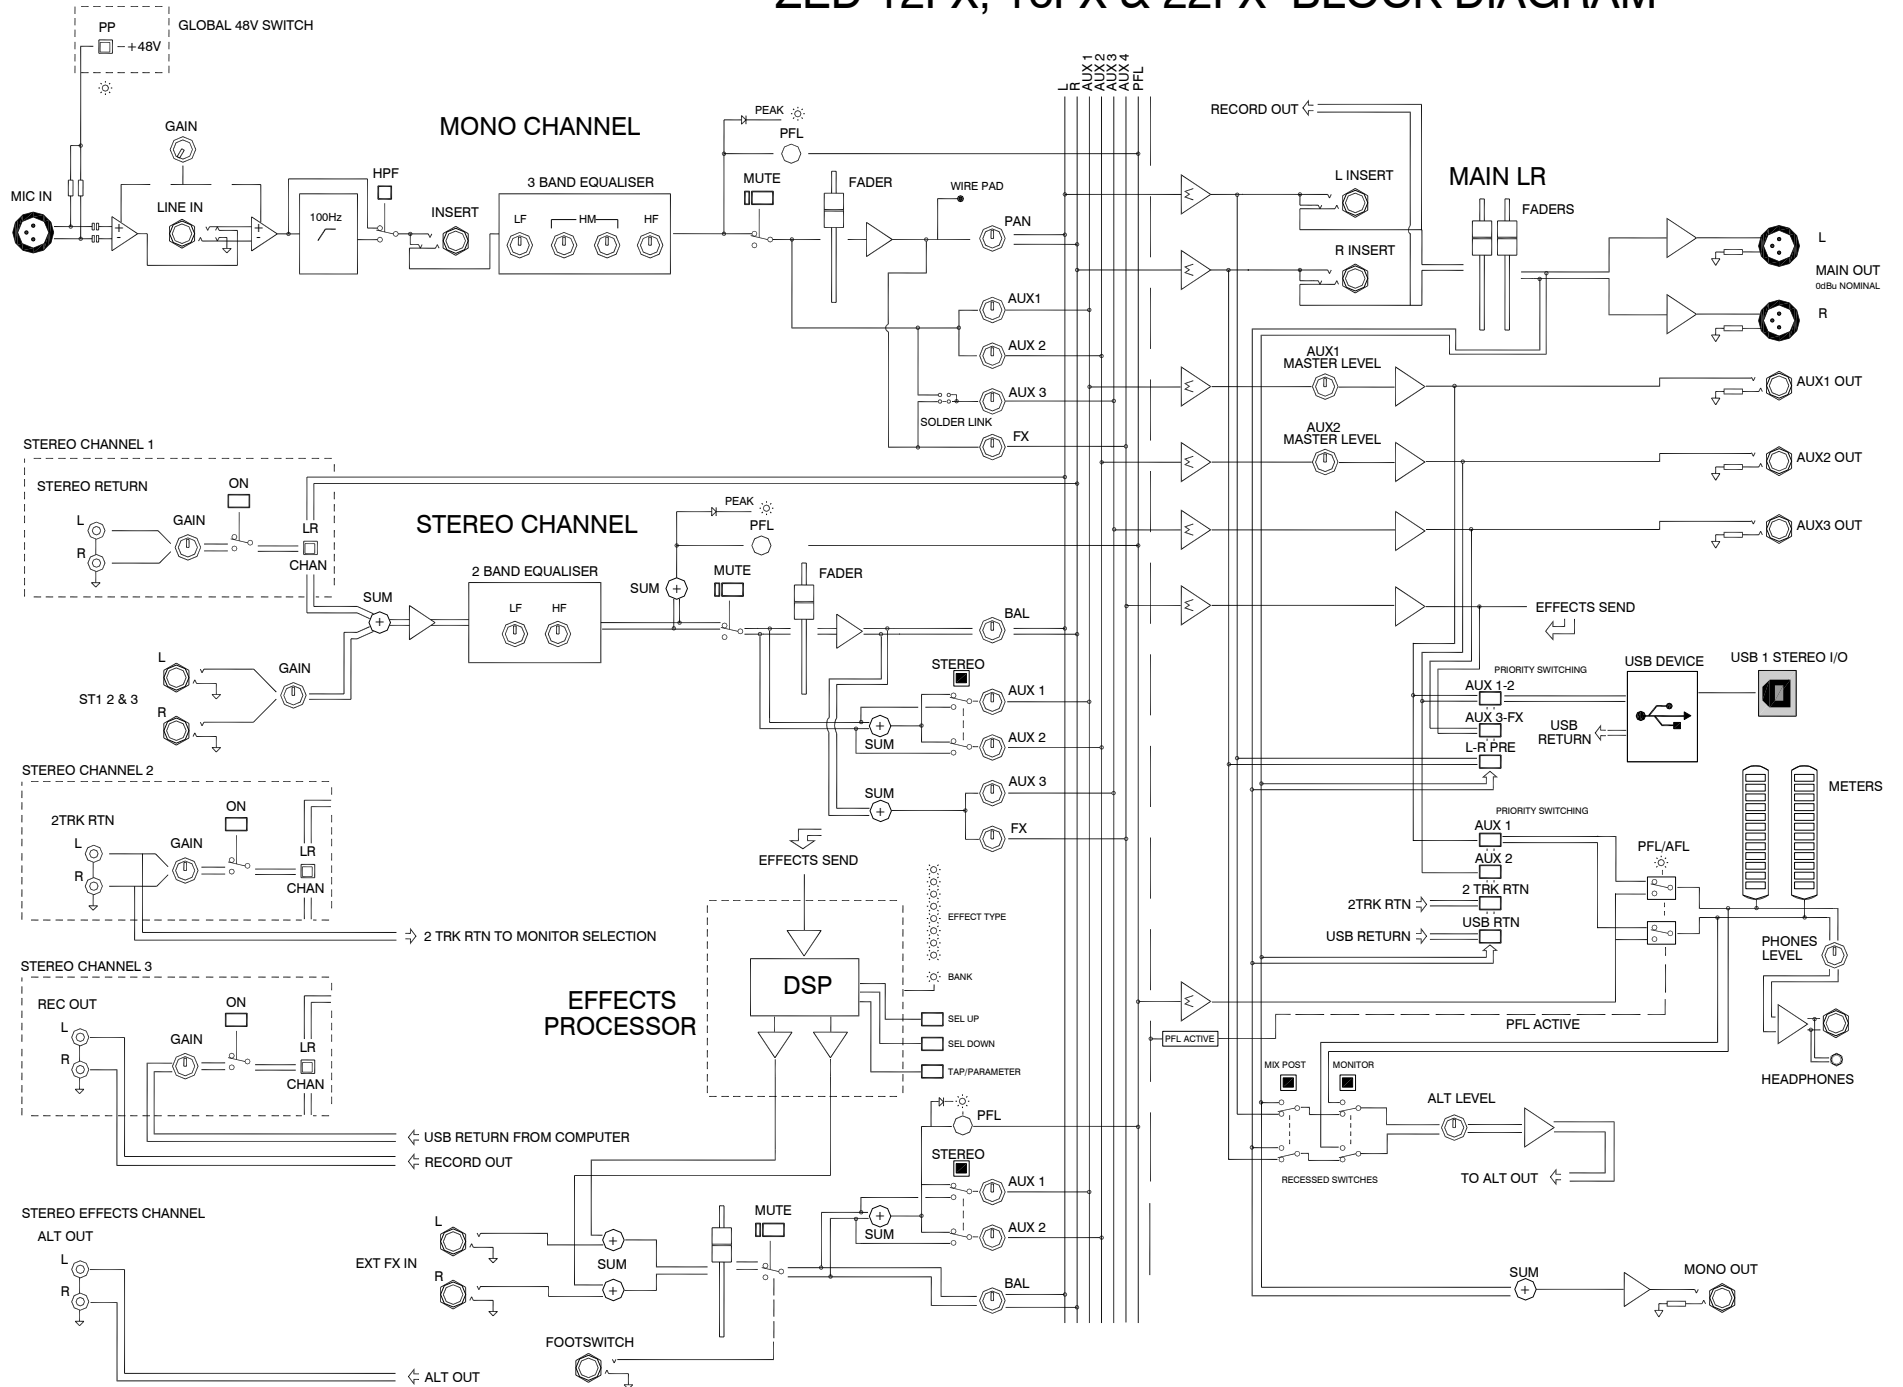 ZED 12FX, 16FX & 22FX BLOCK DIAGRAM
PP
+48V
GLOBAL 48V SWITCH
MONO CHANNEL
MIC IN
GAIN
LINE IN
100Hz
HPF
INSERT
3 BAND EQUALISER
LF
HM
HF
PEAK
PFL
MUTE
FADER
WIRE PAD
PAN
AUX1
AUX 2
AUX 3
SOLDER LINK
FX
L
R
AUX 1
AUX 2
AUX 3
AUX 4
PFL
STEREO CHANNEL 1
STEREO RETURN
L
R
GAIN
ON
LR
CHAN
STEREO CHANNEL
SUM
2 BAND EQUALISER
LF
HF
SUM
PEAK
PFL
MUTE
FADER
BAL
STEREO
AUX 1
AUX 2
SUM
AUX 3
SUM
FX
L
R
ST1 2 & 3
GAIN
STEREO CHANNEL 2
2TRK RTN
L
R
GAIN
ON
LR
CHAN
2 TRK RTN TO MONITOR SELECTION
STEREO CHANNEL 3
REC OUT
L
R
GAIN
ON
LR
CHAN
USB RETURN FROM COMPUTER
RECORD OUT
EFFECTS SEND
EFFECTS
PROCESSOR
DSP
EFFECT TYPE
BANK
SEL UP
SEL DOWN
TAP/PARAMETER
STEREO EFFECTS CHANNEL
ALT OUT
L
R
ALT OUT
EXT FX IN
L
R
SUM
MUTE
FOOTSWITCH
PFL
STEREO
AUX 1
AUX 2
SUM
BAL
RECORD OUT
L INSERT
R INSERT
MAIN LR
FADERS
L
MAIN OUT
0dBu NOMINAL
R
AUX1
MASTER LEVEL
AUX1 OUT
AUX2
MASTER LEVEL
AUX2 OUT
AUX3 OUT
EFFECTS SEND
PRIORITY SWITCHING
AUX 1-2
AUX 3-FX
L-R PRE
USB DEVICE
USB
RETURN
USB 1 STEREO I/O
METERS
PRIORITY SWITCHING
AUX 1
AUX 2
2 TRK RTN
2TRK RTN
USB RTN
USB RETURN
PFL/AFL
PHONES
LEVEL
HEADPHONES
PFL ACTIVE
PFL ACTIVE
MIX POST
MONITOR
RECESSED SWITCHES
ALT LEVEL
TO ALT OUT
SUM
MONO OUT